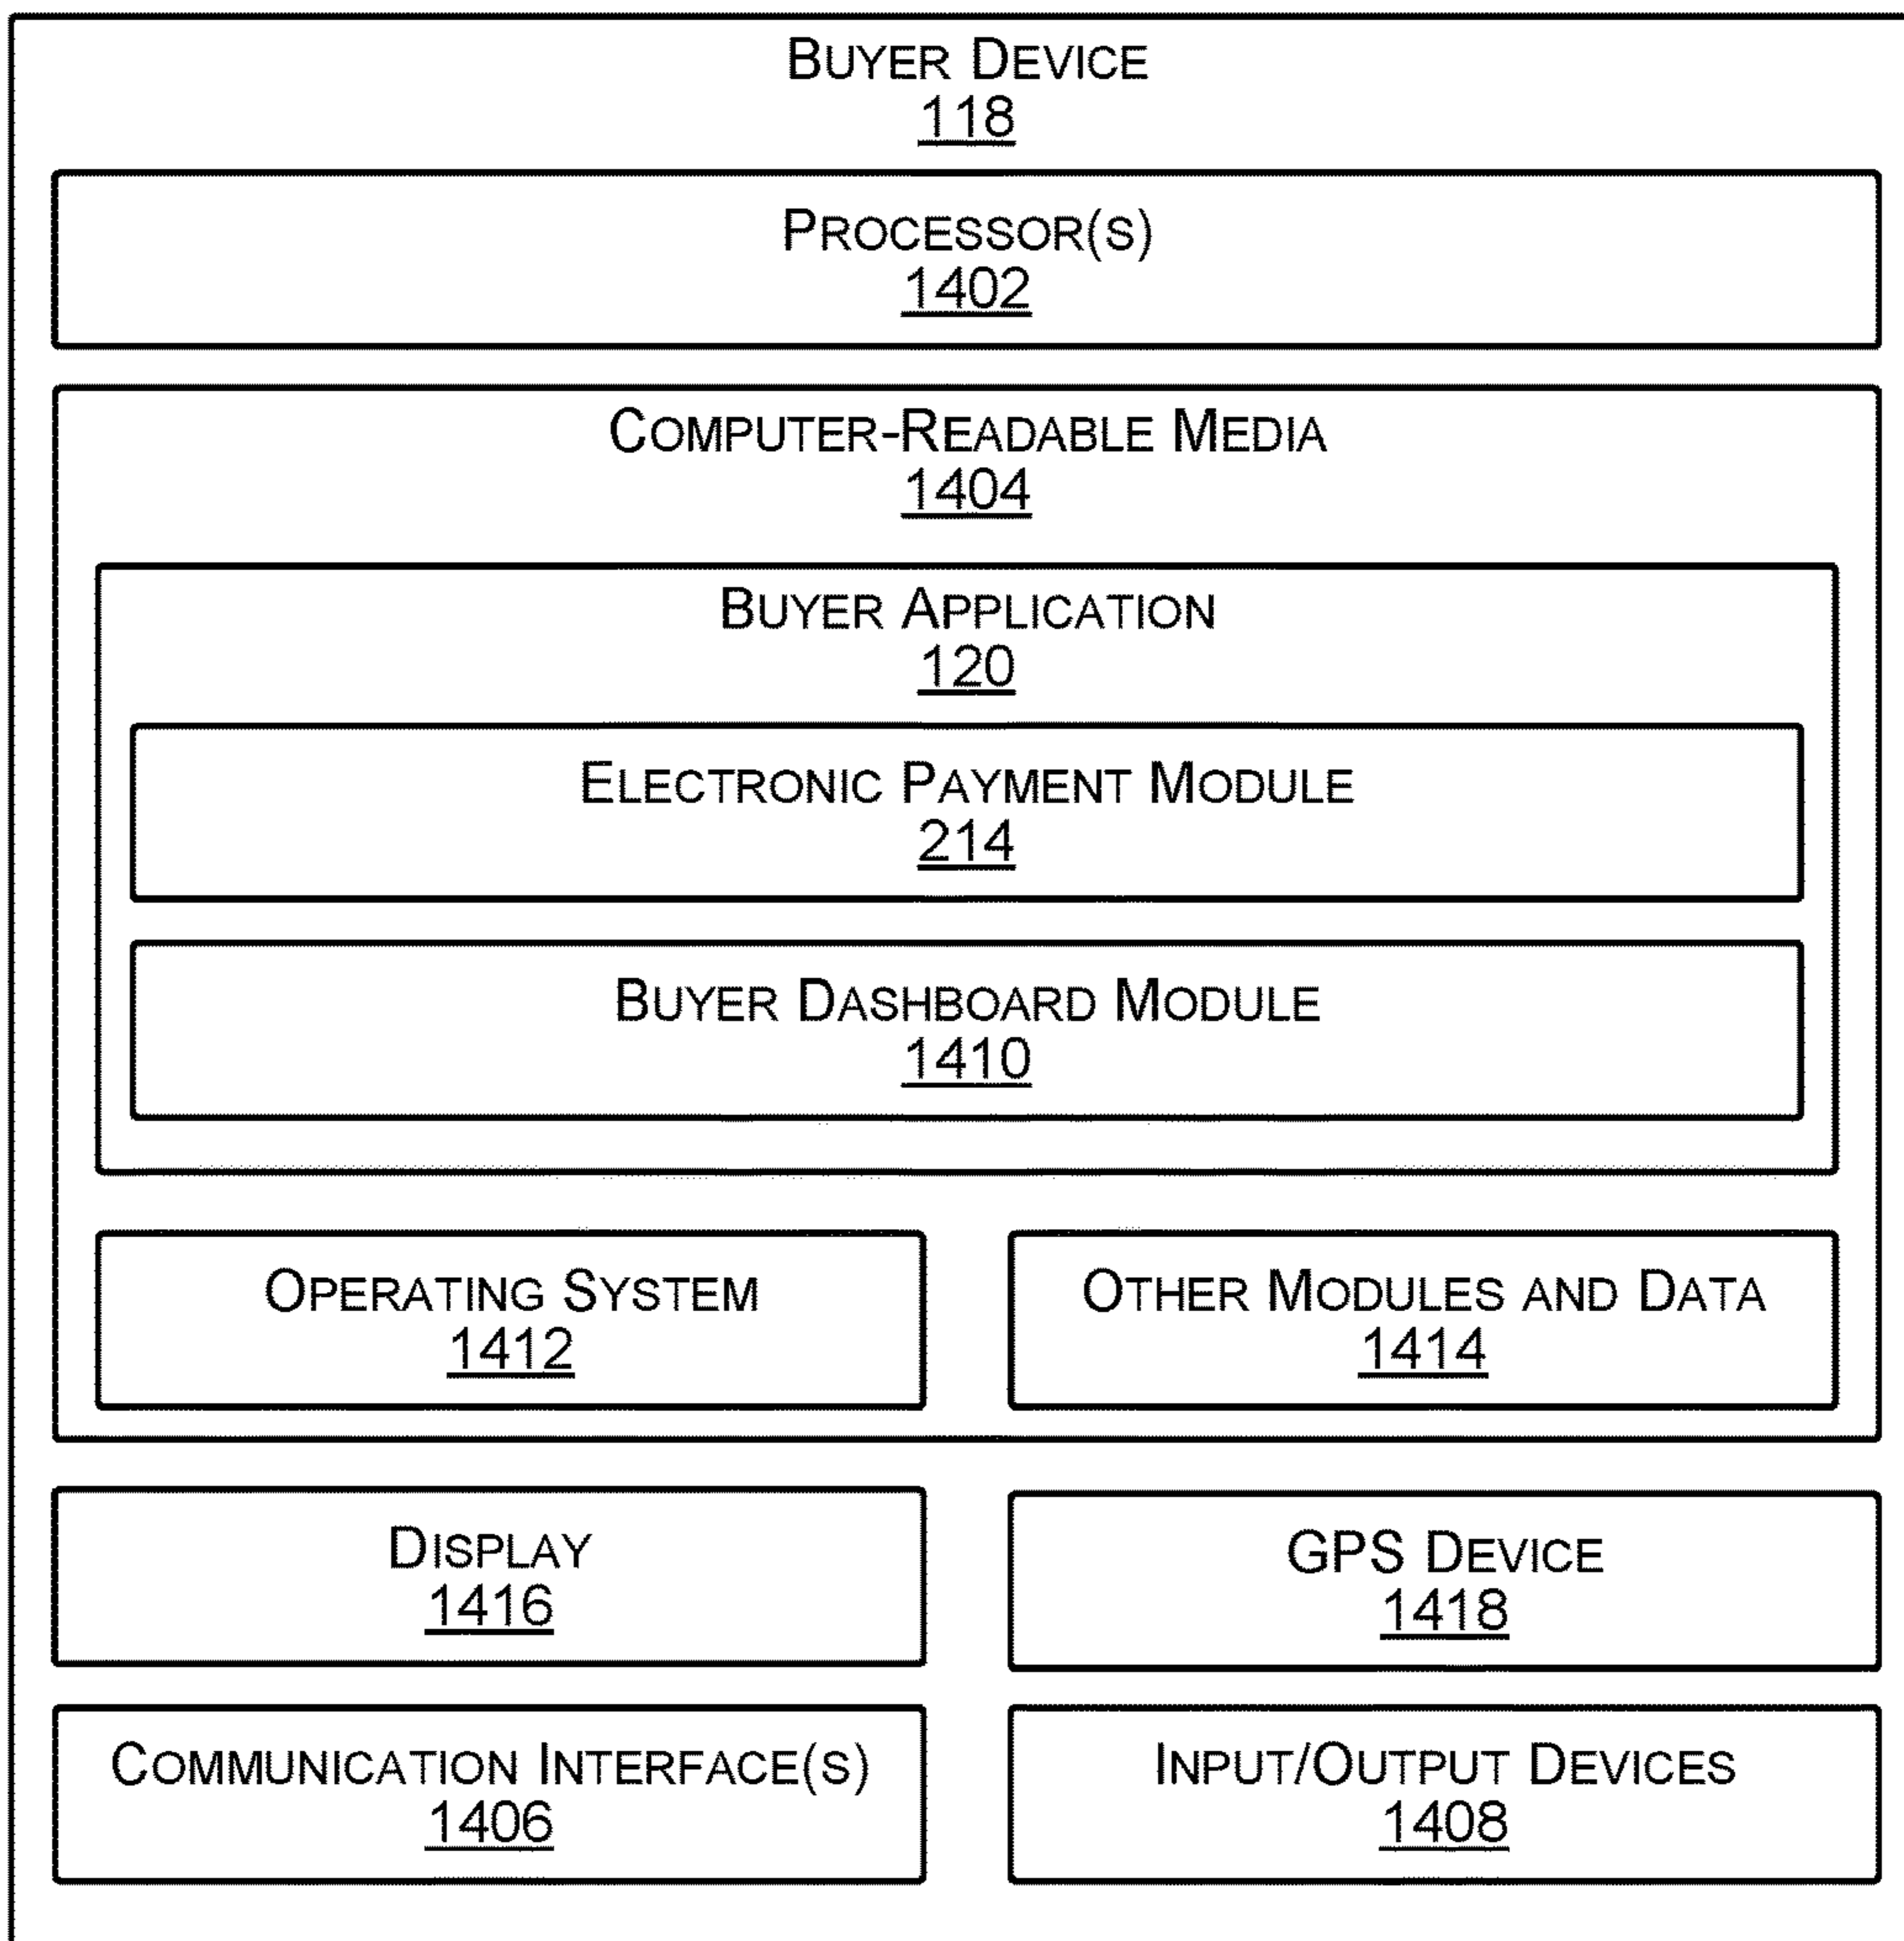 BUYER DEVICE
118
PROCESSOR(S)
1402
COMPUTER-READABLE MEDIA
1404
BUYER APPLICATION
120
ELECTRONIC PAYMENT MODULE
214
BUYER DASHBOARD MODULE
1410
OPERATING SYSTEM
1412
OTHER MODULES AND DATA
1414
DISPLAY
1416
GPS DEVICE
1418
COMMUNICATION INTERFACE(S)
1406
INPUT/OUTPUT DEVICES
1408